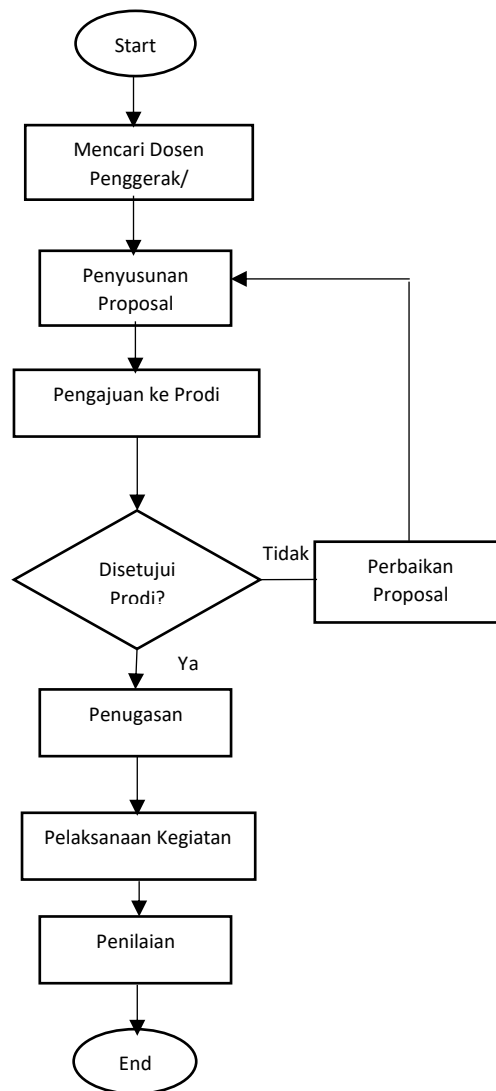 Start
Mencari Dosen
Penggerak/
Penyusunan
Proposal
Pengajuan ke Prodi
Disetujui
Prodi?
Tidak
Perbaikan
Proposal
Ya
Penugasan
Pelaksanaan Kegiatan
Penilaian
End